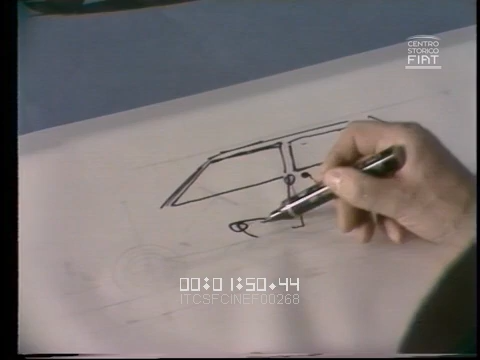 CENTRO
STORICO
FIAT
00:01:50.44
ITCSFCINEF00268